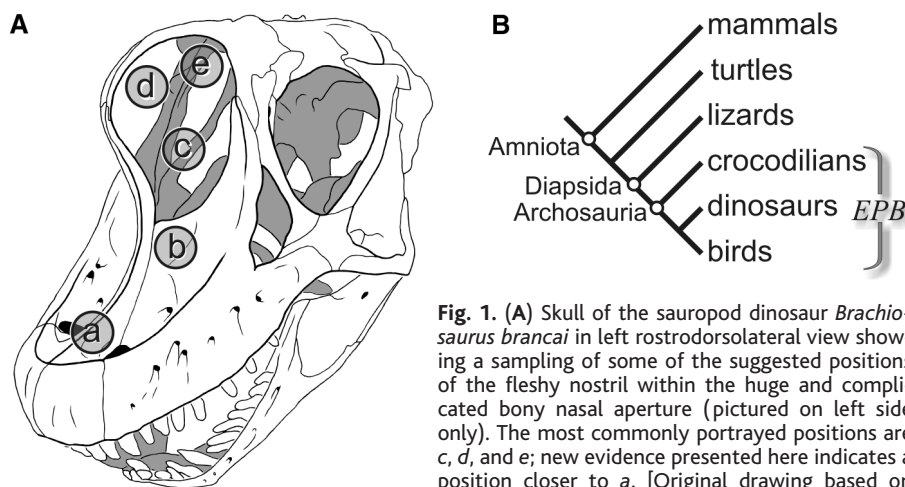 A
e
d
c
b
a
B
mammals
turtles
lizards
crocodilians
dinosaurs
birds
Amniota
Diapsida
Archosauria
EPB
Fig. 1. (A) Skull of the sauropod dinosaur Brachio-
saurus brancai in left rostrodorsolateral view show-
ing a sampling of some of the suggested positions
of the fleshy nostril within the huge and compli-
cated bony nasal aperture (pictured on left side
only). The most commonly portrayed positions are
c, d, and e; new evidence presented here indicates a
position closer to a. [Original drawing based on